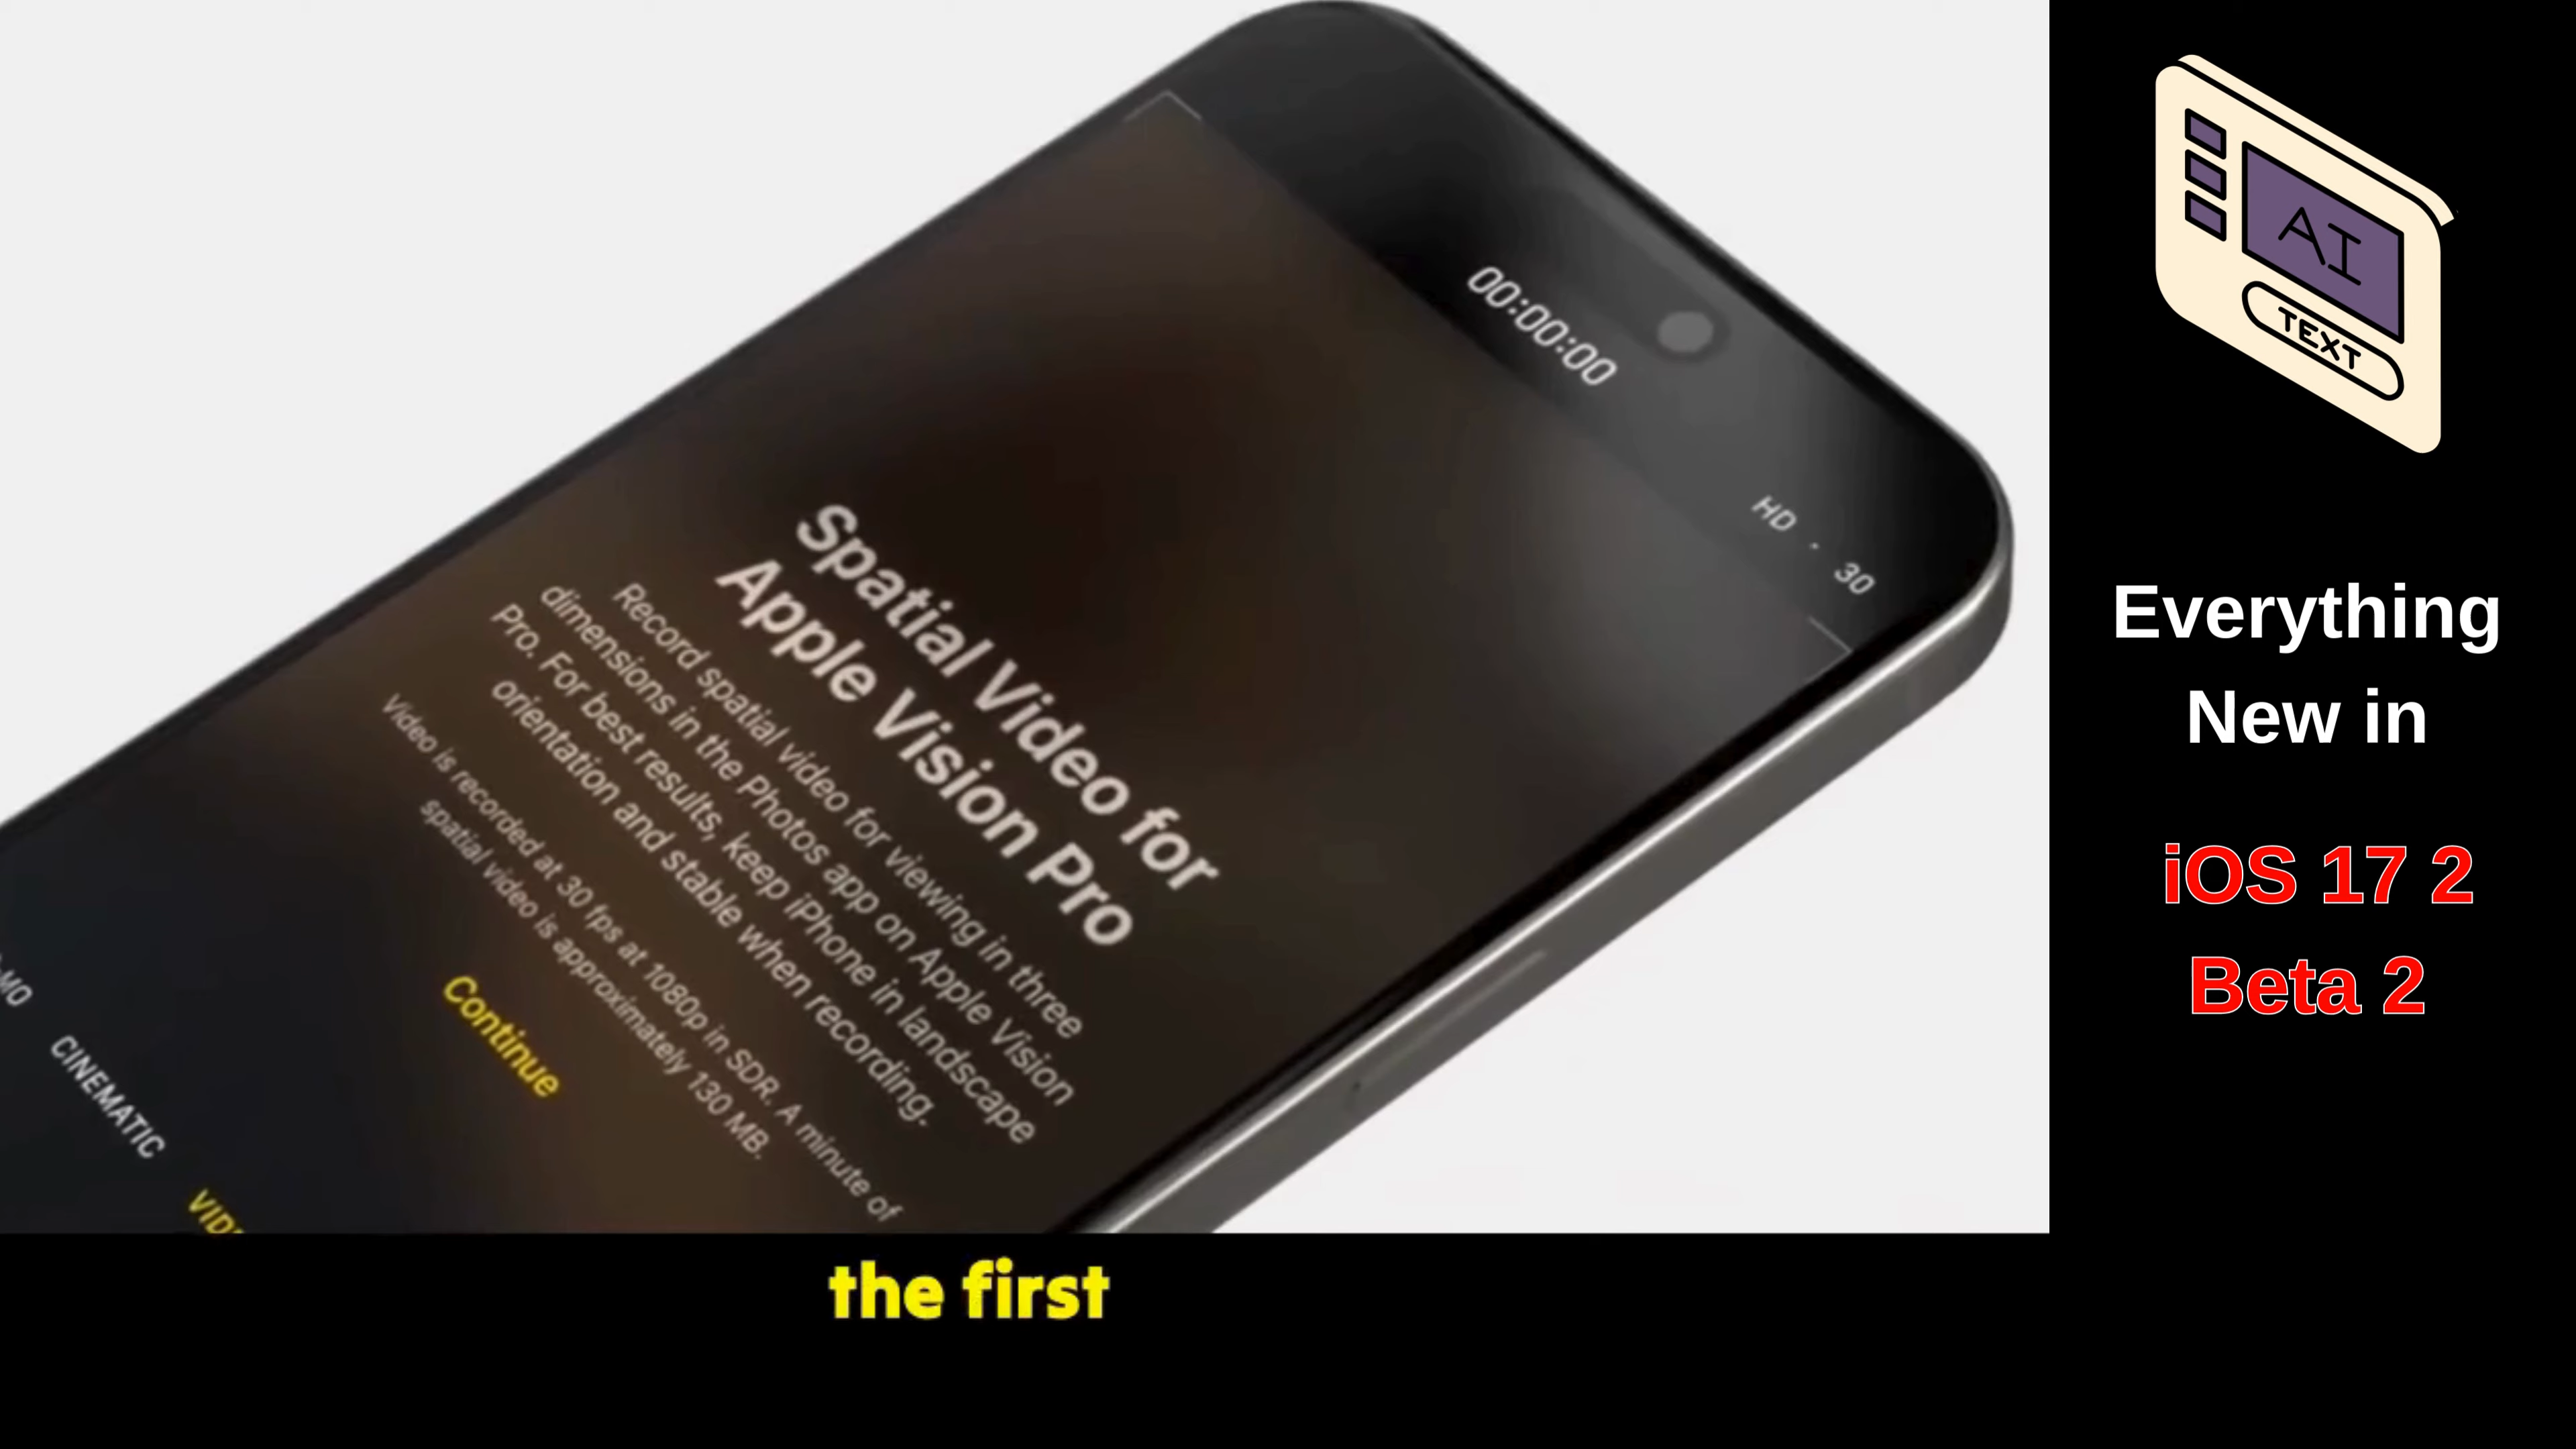 00:00:00
HD · 30
Spatial Video for
Apple Vision Pro
Record spatial video for viewing in three
dimensions in the Photos app on Apple Vision
Pro. For best results, keep iPhone in landscape
orientation and stable when recording.
Video is recorded at 30 fps at 1080p in SDR. A minute of
spatial video is approximately 130 MB.
Continue
CINEMATIC
the first
AI
TEXT
Everything
New in
iOS 17 2
Beta 2